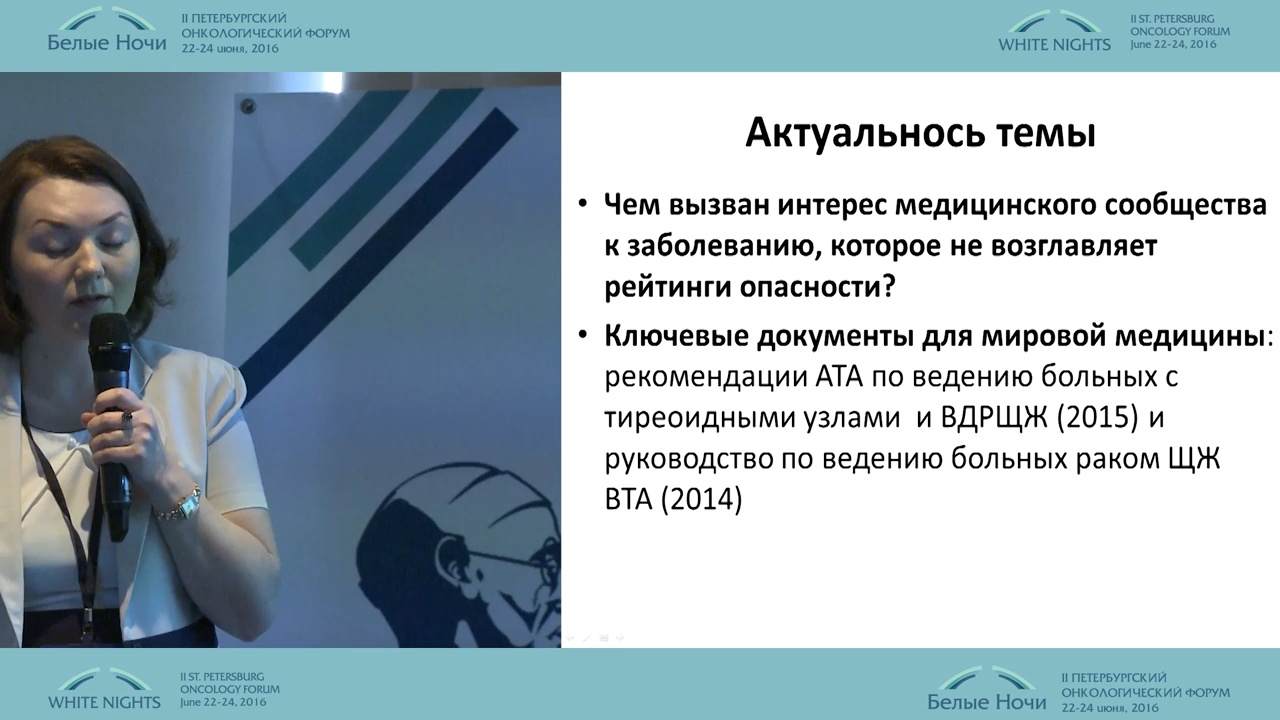 Белые Ночи
II ПЕТЕРБУРГСКИЙ
ОНКОЛОГИЧЕСКИЙ ФОРУМ
22-24 июня, 2016
WHITE NIGHTS
II ST. PETERSBURG
ONCOLOGY FORUM
June 22-24, 2016
Актуальнось темы
• Чем вызван интерес медицинского сообщества
к заболеванию, которое не возглавляет
рейтинги опасности?
• Ключевые документы для мировой медицины:
рекомендации АТА по ведению больных с
тиреоидными узлами и ВДРЩЖ (2015) и
руководство по ведению больных раком ЩЖ
ВТА (2014)
WHITE NIGHTS
II ST. PETERSBURG
ONCOLOGY FORUM
June 22-24, 2016
Белые Ночи
II ПЕТЕРБУРГСКИЙ
ОНКОЛОГИЧЕСКИЙ ФОРУМ
22-24 июня, 2016